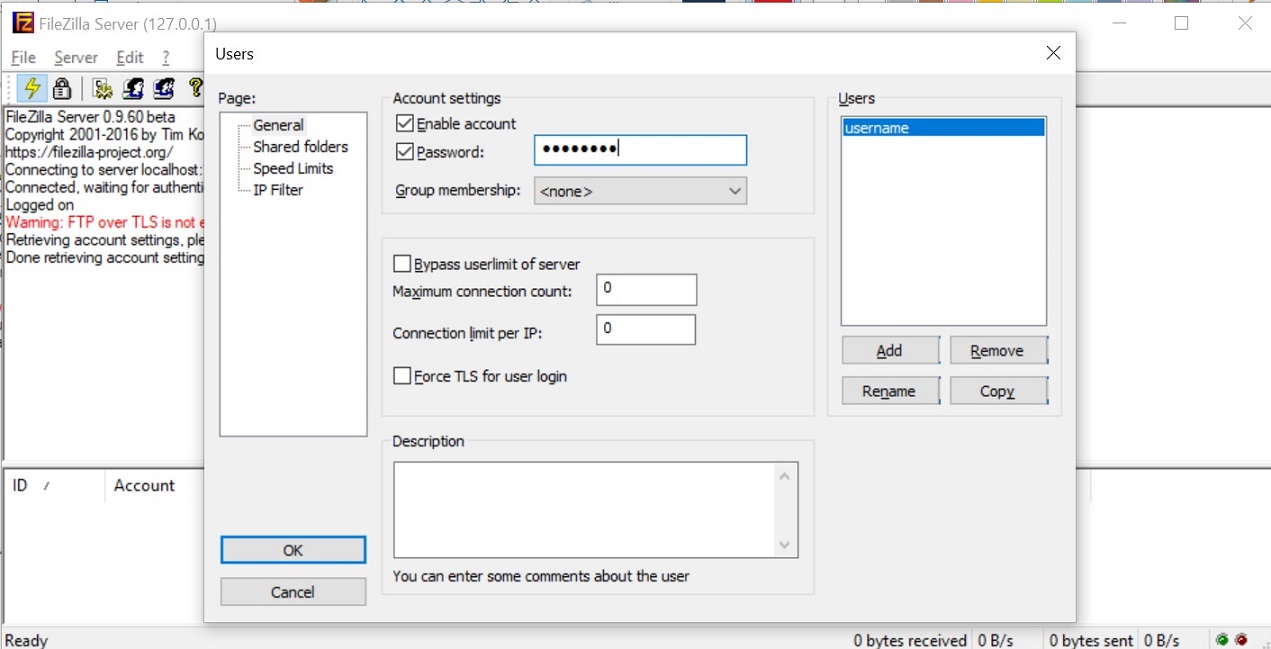 FileZilla Server (127.0.0.1)
File Server Edit ?
Users
FileZilla Server 0.9.60 beta
Copyright 2001-2016 by Tim Ko
https://filezilla-project.org/
Connecting to server localhost:
Connected, waiting for authenti
Logged on
Warning: FTP over TLS is not e
Retrieving account settings, ple
Done retrieving account setting
Page:
General
Shared folders
Speed Limits
IP Filter
Account settings
Enable account
Password: ●●●●●●●●
Group membership: <none>
Bypass userlimit of server
Maximum connection count: 0
Connection limit per IP: 0
Force TLS for user login
Description
You can enter some comments about the user
Users
username
Add Remove
Rename Copy
OK
Cancel
ID / Account
Ready 0 bytes received 0 B/s 0 bytes sent 0 B/s